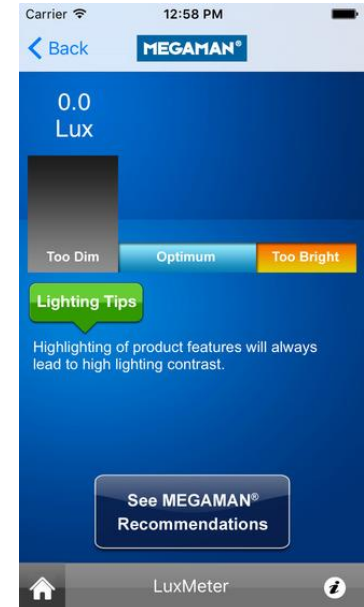 Carrier 12:58 PM
Back MEGAMAN®
0.0
Lux
Too Dim Optimum Too Bright
Lighting Tips
Highlighting of product features will always
lead to high lighting contrast.
See MEGAMAN®
Recommendations
LuxMeter i